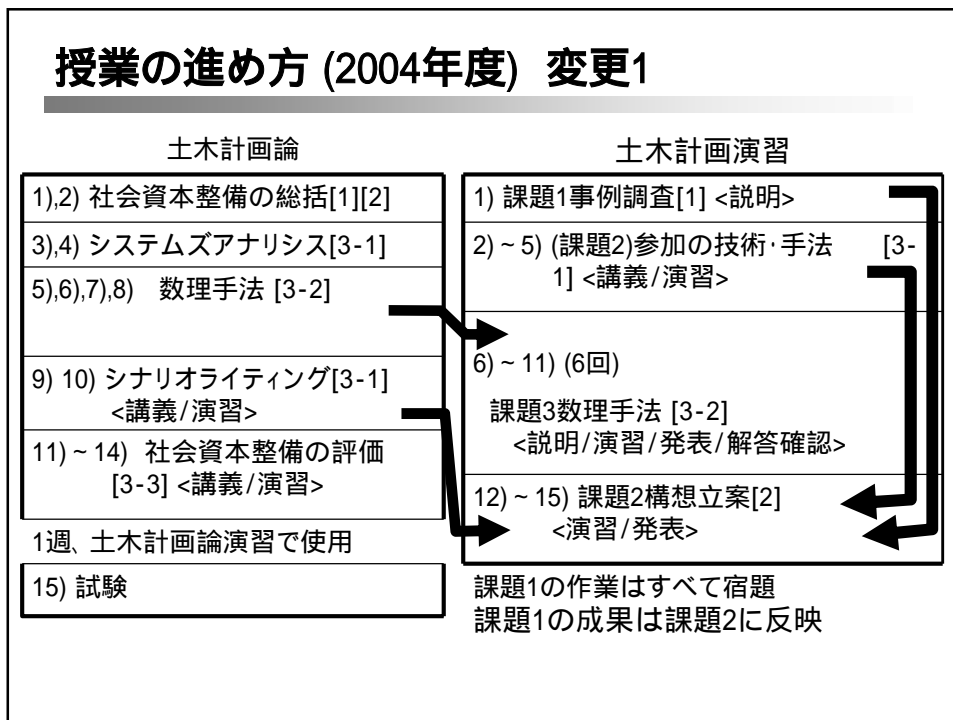 授業の進め方 (2004年度) 変更1
土木計画論
1),2) 社会資本整備の総括[1][2]
3),4) システムズアナリシス[3-1]
5),6),7),8) 数理手法 [3-2]
9) 10) シナリオライティング[3-1]
<講義/演習>
11) ~ 14) 社会資本整備の評価
[3-3] <講義/演習>
1週、土木計画論演習で使用
15) 試験
土木計画演習
1) 課題1事例調査[1] <説明>
2) ~ 5) (課題2)参加の技術･手法 [3-
1] <講義/演習>
6) ~ 11) (6回)
課題3数理手法 [3-2]
<説明/演習/発表/解答確認>
12) ~ 15) 課題2構想立案[2]
<演習/発表>
課題1の作業はすべて宿題
課題1の成果は課題2に反映